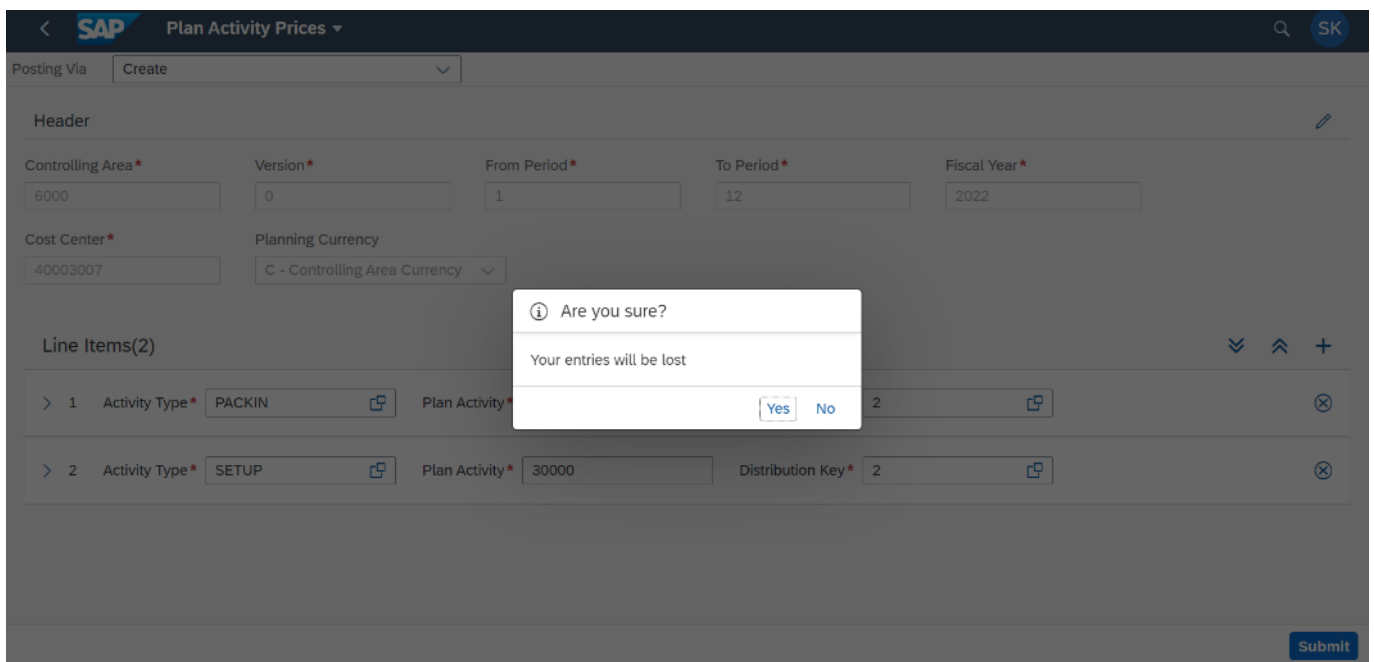 SAP Plan Activity Prices SK
Posting Via Create
Header
Controlling Area* Version* From Period* To Period* Fiscal Year*
6000 0 1 12 2022
Cost Center* Planning Currency
40003007 C - Controlling Area Currency
Are you sure?
Line Items(2)
Your entries will be lost
1 Activity Type* PACKIN Plan Activity* 2
Yes No
2 Activity Type* SETUP Plan Activity* 30000 Distribution Key* 2
Submit